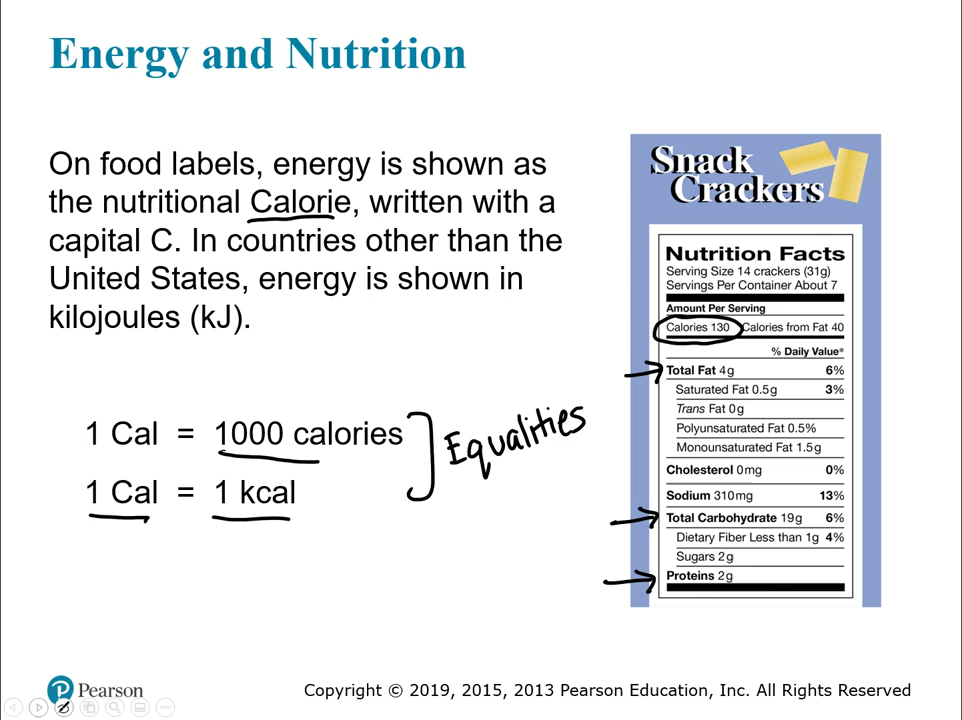 Energy and Nutrition
On food labels, energy is shown as
the nutritional Calorie, written with a
capital C. In countries other than the
United States, energy is shown in
kilojoules (kJ).
1 Cal = 1000 calories
1 Cal = 1 kcal
Equalities
Snack
Crackers
Nutrition Facts
Serving Size 14 crackers (31g)
Servings Per Container About 7
Amount Per Serving
Calories 130 Calories from Fat 40
% Daily Value*
Total Fat 4g 6%
Saturated Fat 0.5g 3%
Trans Fat 0g
Polyunsaturated Fat 0.5%
Monounsaturated Fat 1.5g
Cholesterol 0mg 0%
Sodium 310mg 13%
Total Carbohydrate 19g 6%
Dietary Fiber Less than 1g 4%
Sugars 2g
Proteins 2g
Pearson
Copyright © 2019, 2015, 2013 Pearson Education, Inc. All Rights Reserved